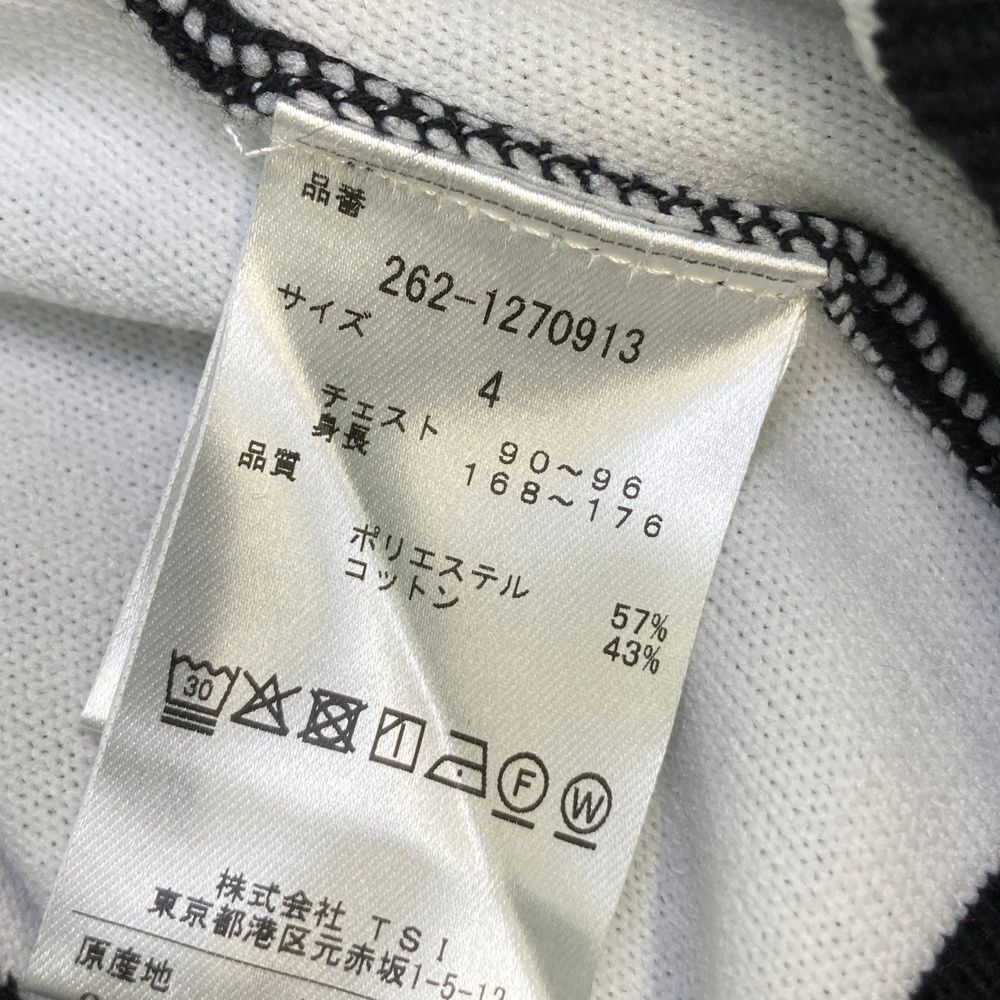 品番
262-1270913
サイズ
4
チェスト 90～96
身長 168～176
品質
ポリエステル 57%
コットン 43%
30
F W
株式会社 TSI
東京都港区元赤坂1-5-12
原産地